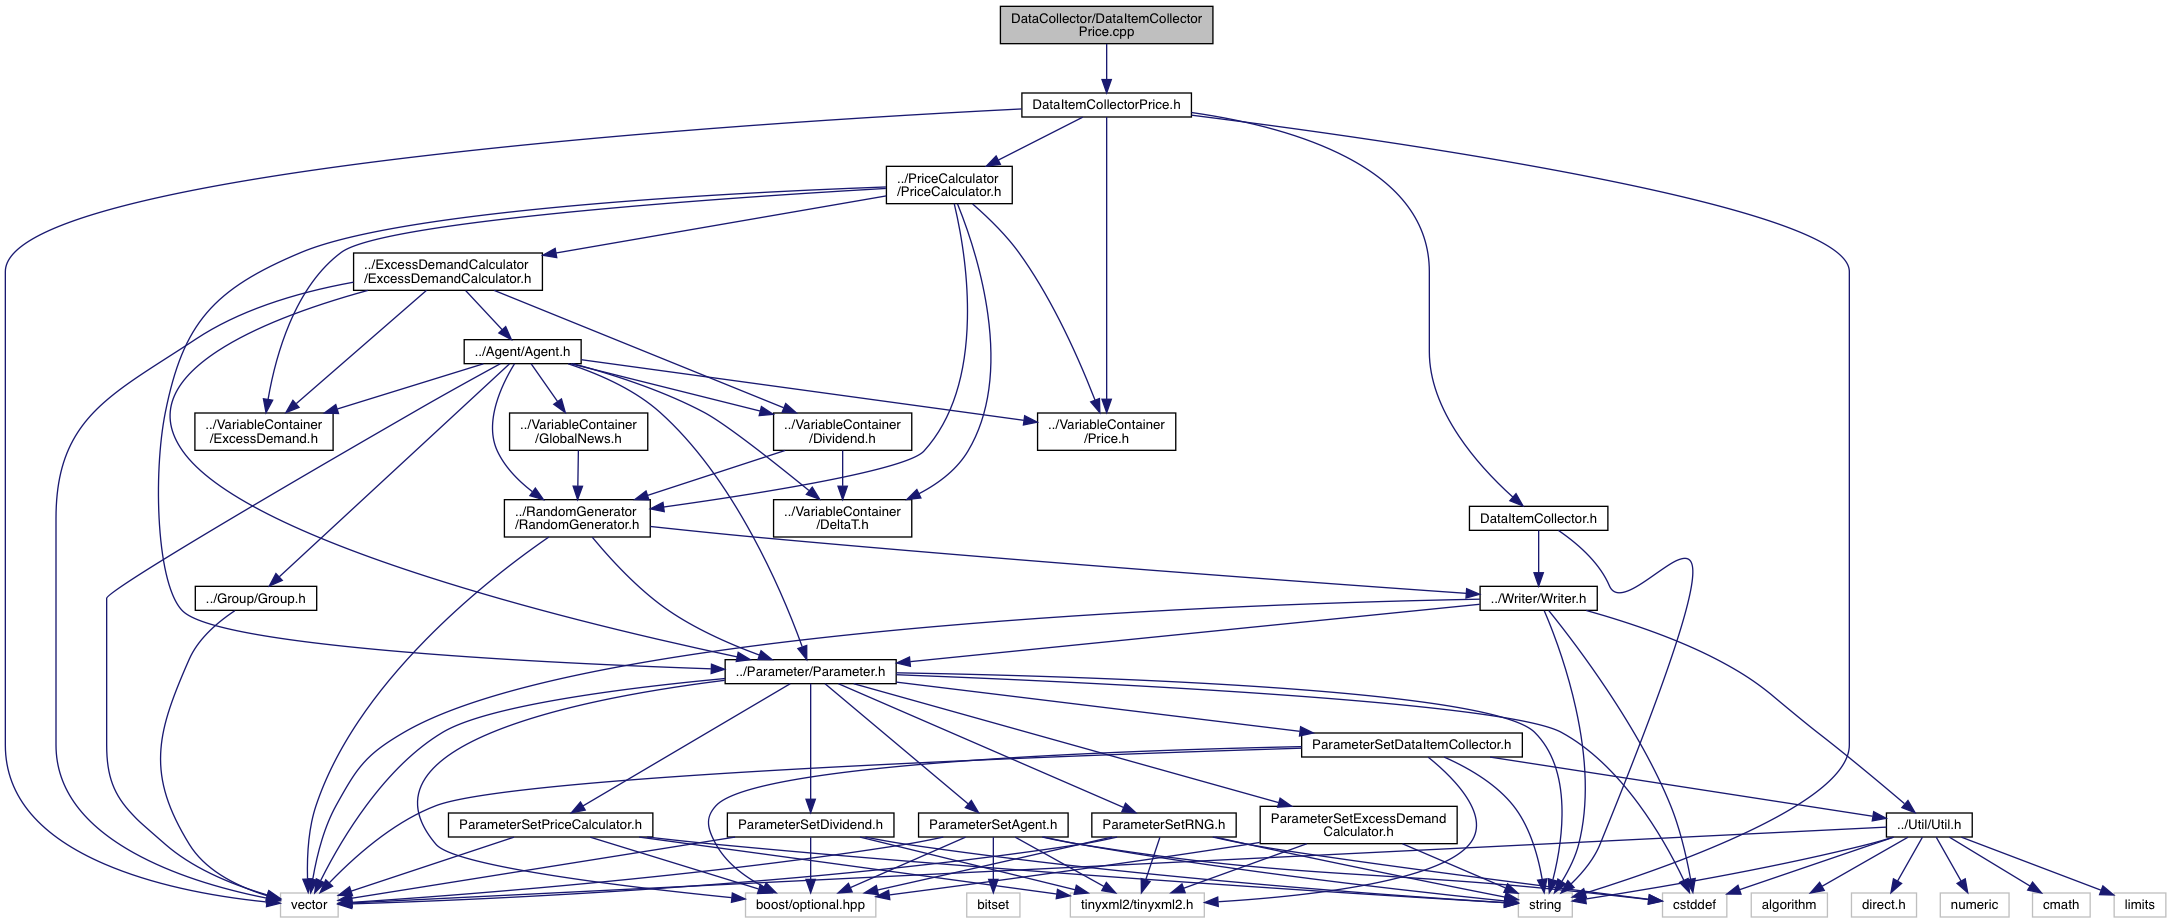 DataCollector/DataItemCollector
Price.cpp
DataItemCollectorPrice.h
../PriceCalculator
/PriceCalculator.h
../ExcessDemandCalculator
/ExcessDemandCalculator.h
../Agent/Agent.h
../VariableContainer
/ExcessDemand.h
../VariableContainer
/GlobalNews.h
../VariableContainer
/Dividend.h
../VariableContainer
/Price.h
../RandomGenerator
/RandomGenerator.h
../VariableContainer
/DeltaT.h
DataItemCollector.h
../Group/Group.h
../Writer/Writer.h
../Parameter/Parameter.h
ParameterSetDataItemCollector.h
ParameterSetPriceCalculator.h
ParameterSetDividend.h
ParameterSetAgent.h
ParameterSetRNG.h
ParameterSetExcessDemand
Calculator.h
../Util/Util.h
vector
boost/optional.hpp
bitset
tinyxml2/tinyxml2.h
string
cstddef
algorithm
direct.h
numeric
cmath
limits